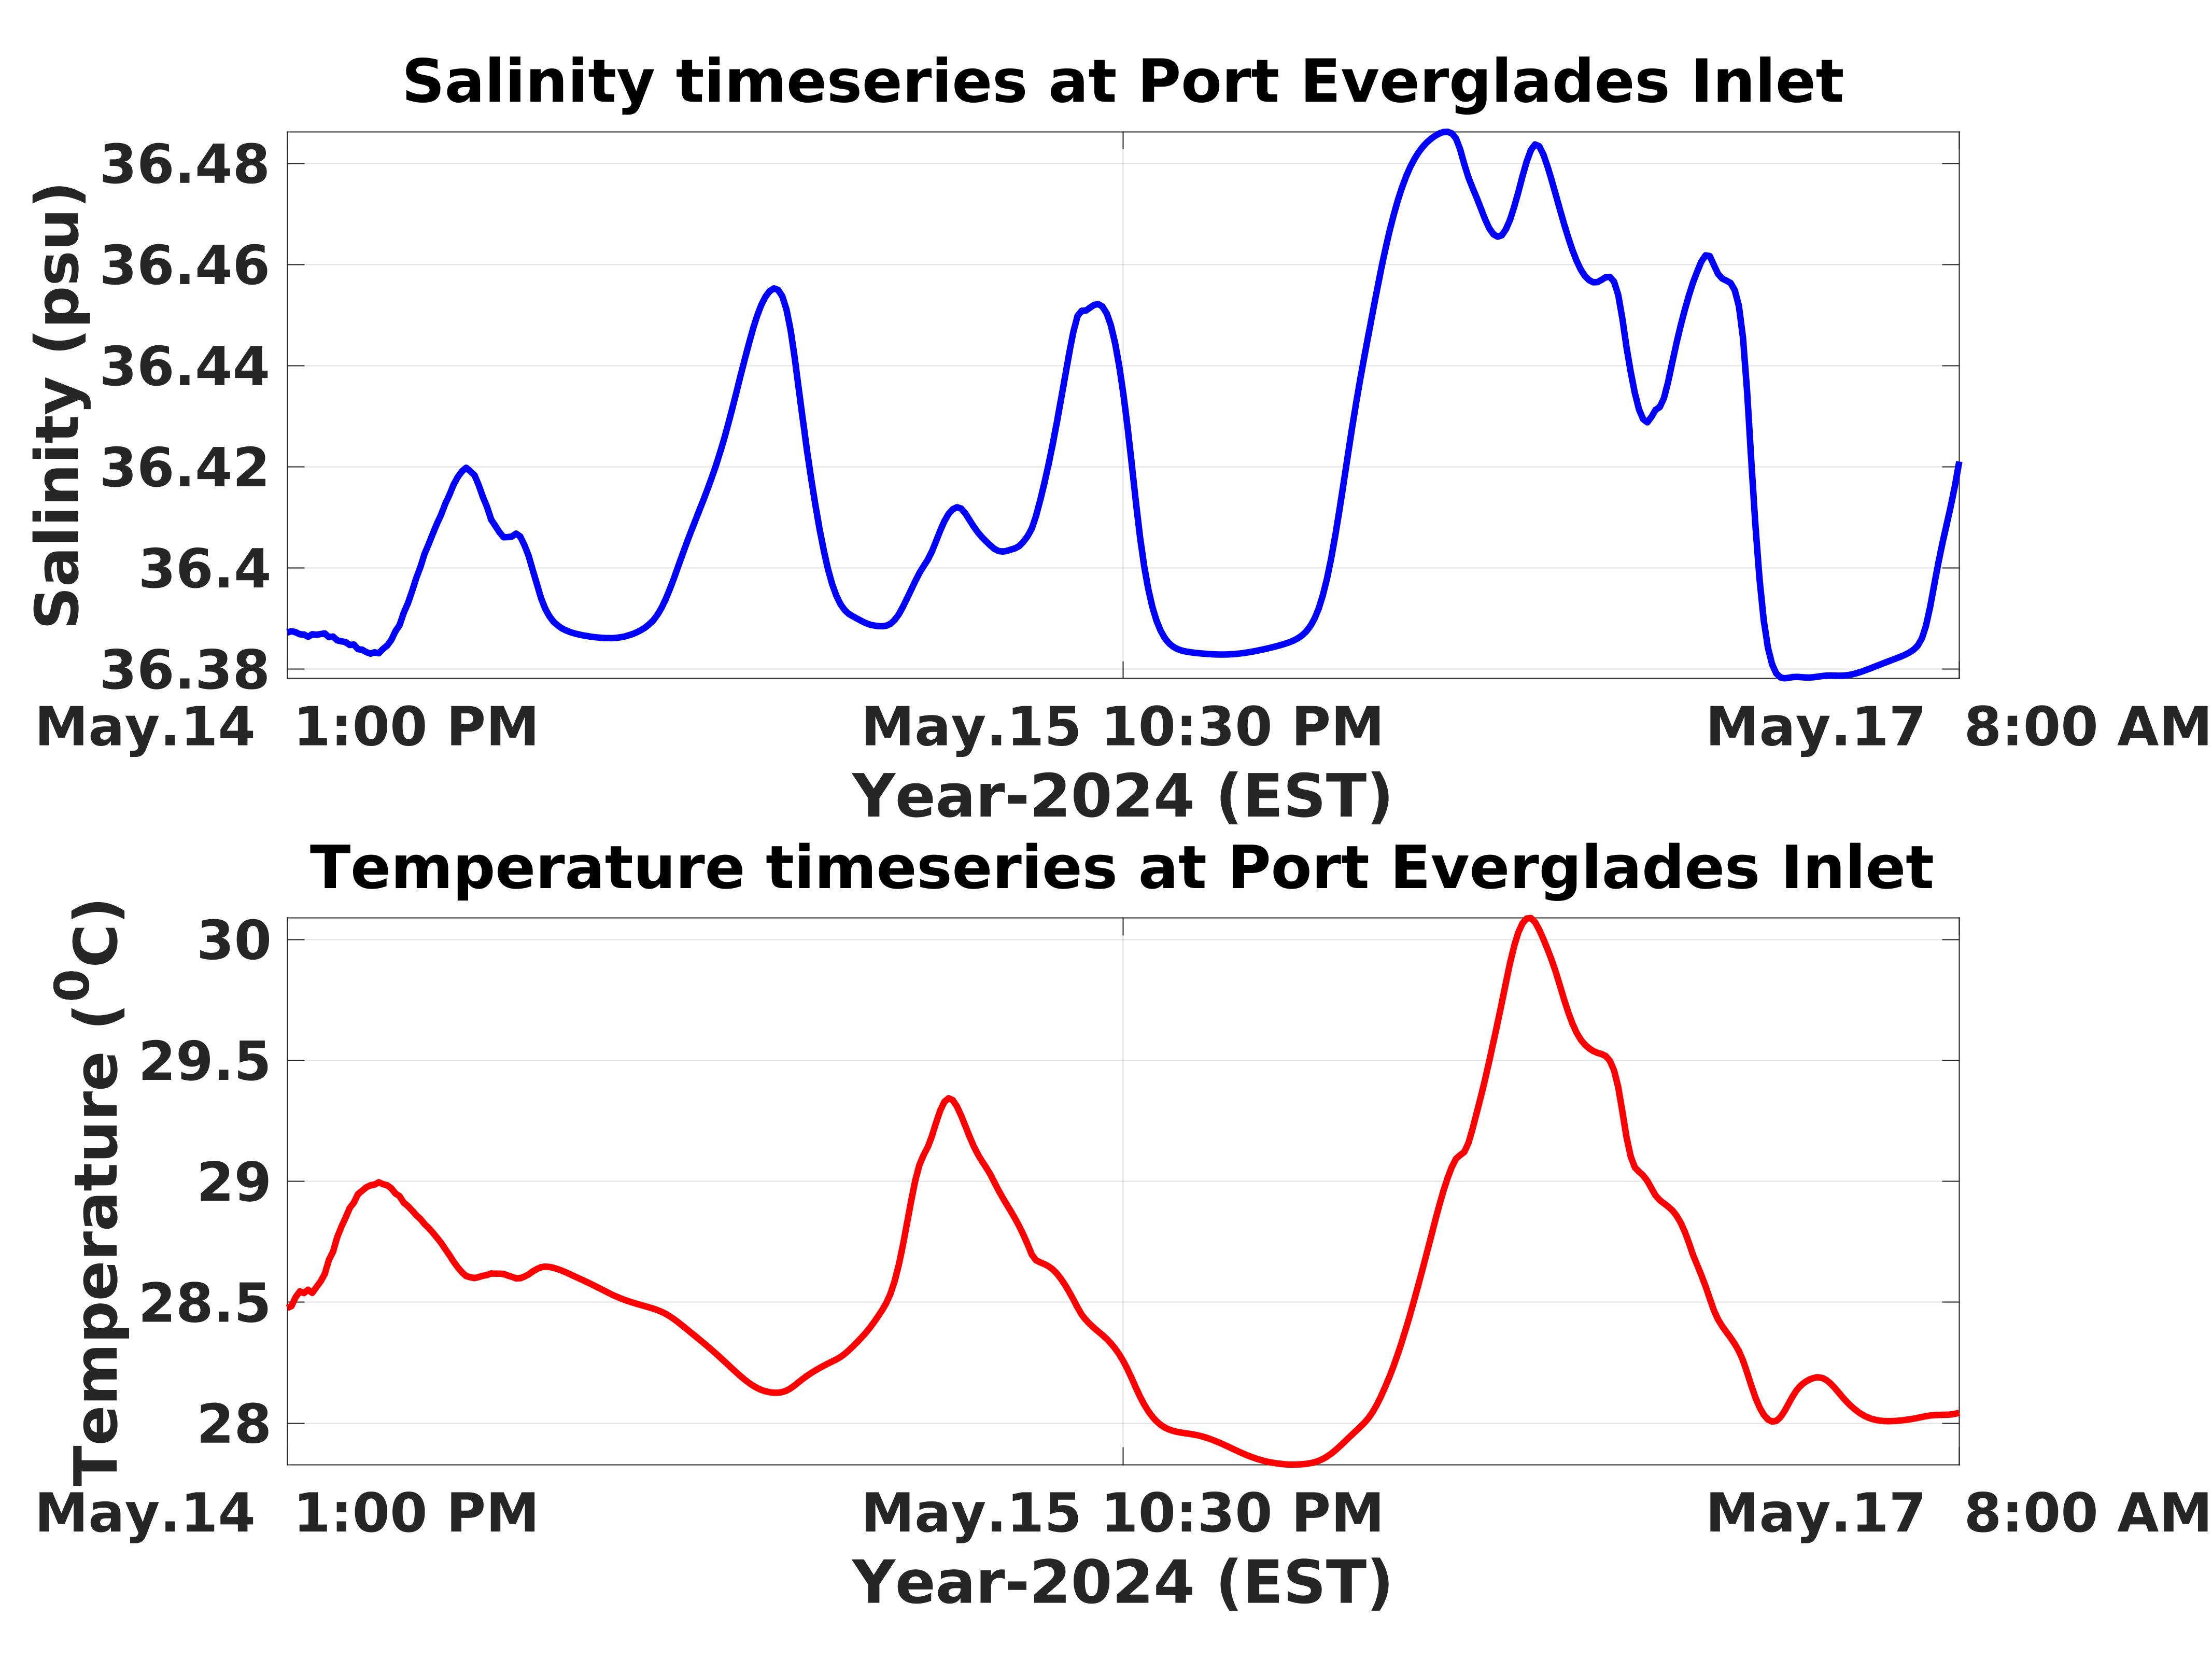 Salinity timeseries at Port Everglades Inlet
Salinity (psu)
36.48
36.46
36.44
36.42
36.4
36.38
May.14 1:00 PM May.15 10:30 PM May.17 8:00 AM
Year-2024 (EST)
Temperature timeseries at Port Everglades Inlet
Temperature (⁰C)
30
29.5
29
28.5
28
May.14 1:00 PM May.15 10:30 PM May.17 8:00 AM
Year-2024 (EST)